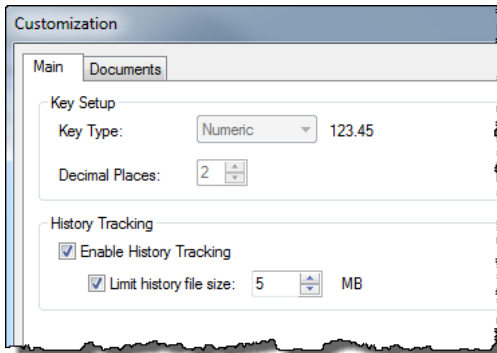 Customization
Main Documents
Key Setup
Key Type: Numeric 123.45
Decimal Places: 2
History Tracking
Enable History Tracking
Limit history file size: 5 MB